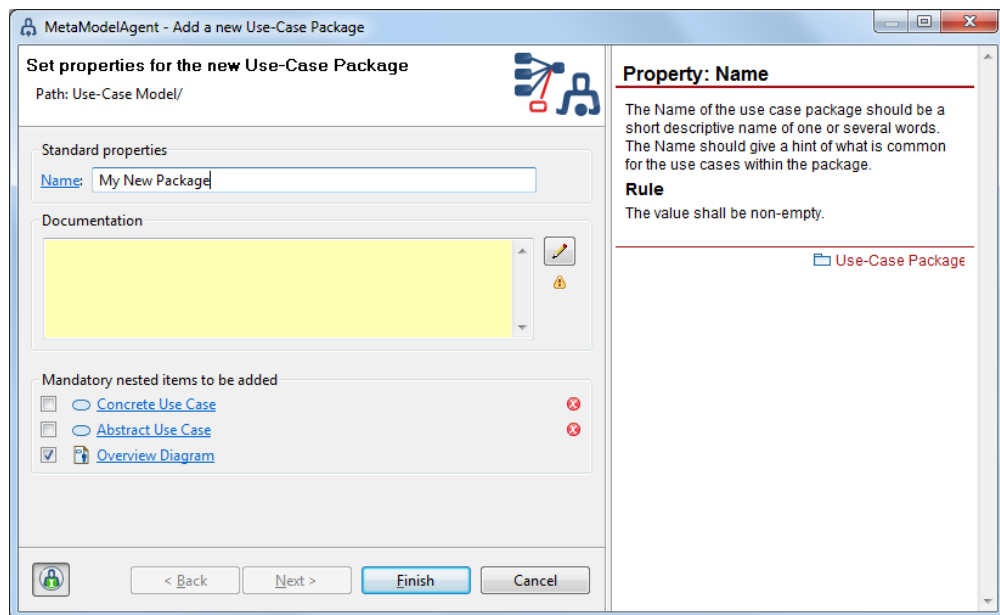 MetaModelAgent - Add a new Use-Case Package
Set properties for the new Use-Case Package
Path: Use-Case Model/
Standard properties
Name: My New Package
Documentation
Mandatory nested items to be added
Concrete Use Case
Abstract Use Case
Overview Diagram
< Back
Next >
Finish
Cancel
Property: Name
The Name of the use case package should be a
short descriptive name of one or several words.
The Name should give a hint of what is common
for the use cases within the package.
Rule
The value shall be non-empty.
Use-Case Package